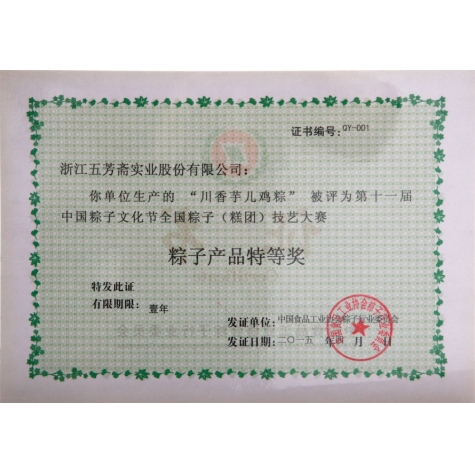 证书编号：QY-001
浙江五芳斋实业股份有限公司：
你单位生产的 “川香芋儿鸡粽” 被评为第十一届
中国粽子文化节全国粽子（糕团）技艺大赛
粽子产品特等奖
特发此证
有限期限：壹年
发证单位：中国食品工业协会粽子行业委员会
发证日期：二〇一五 年 月 日